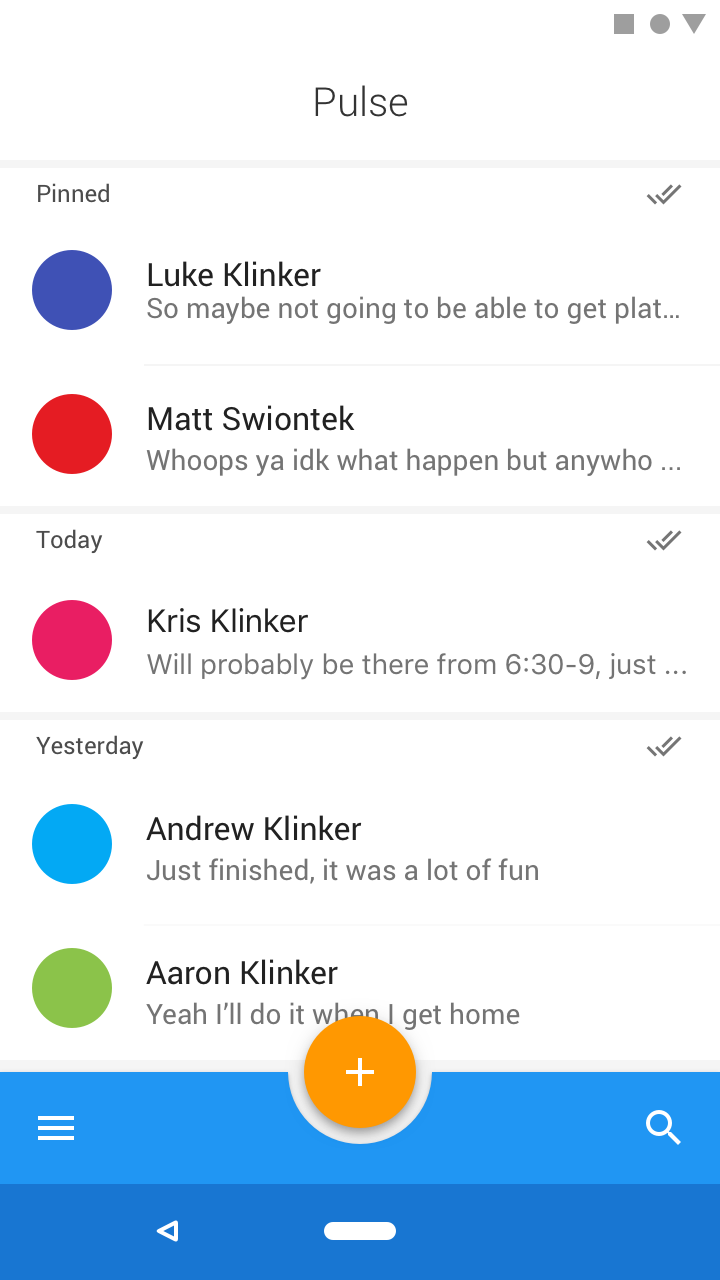 Pulse
Pinned
Luke Klinker
So maybe not going to be able to get plat...
Matt Swiontek
Whoops ya idk what happen but anywho ...
Today
Kris Klinker
Will probably be there from 6:30-9, just ...
Yesterday
Andrew Klinker
Just finished, it was a lot of fun
Aaron Klinker
Yeah I’ll do it when I get home